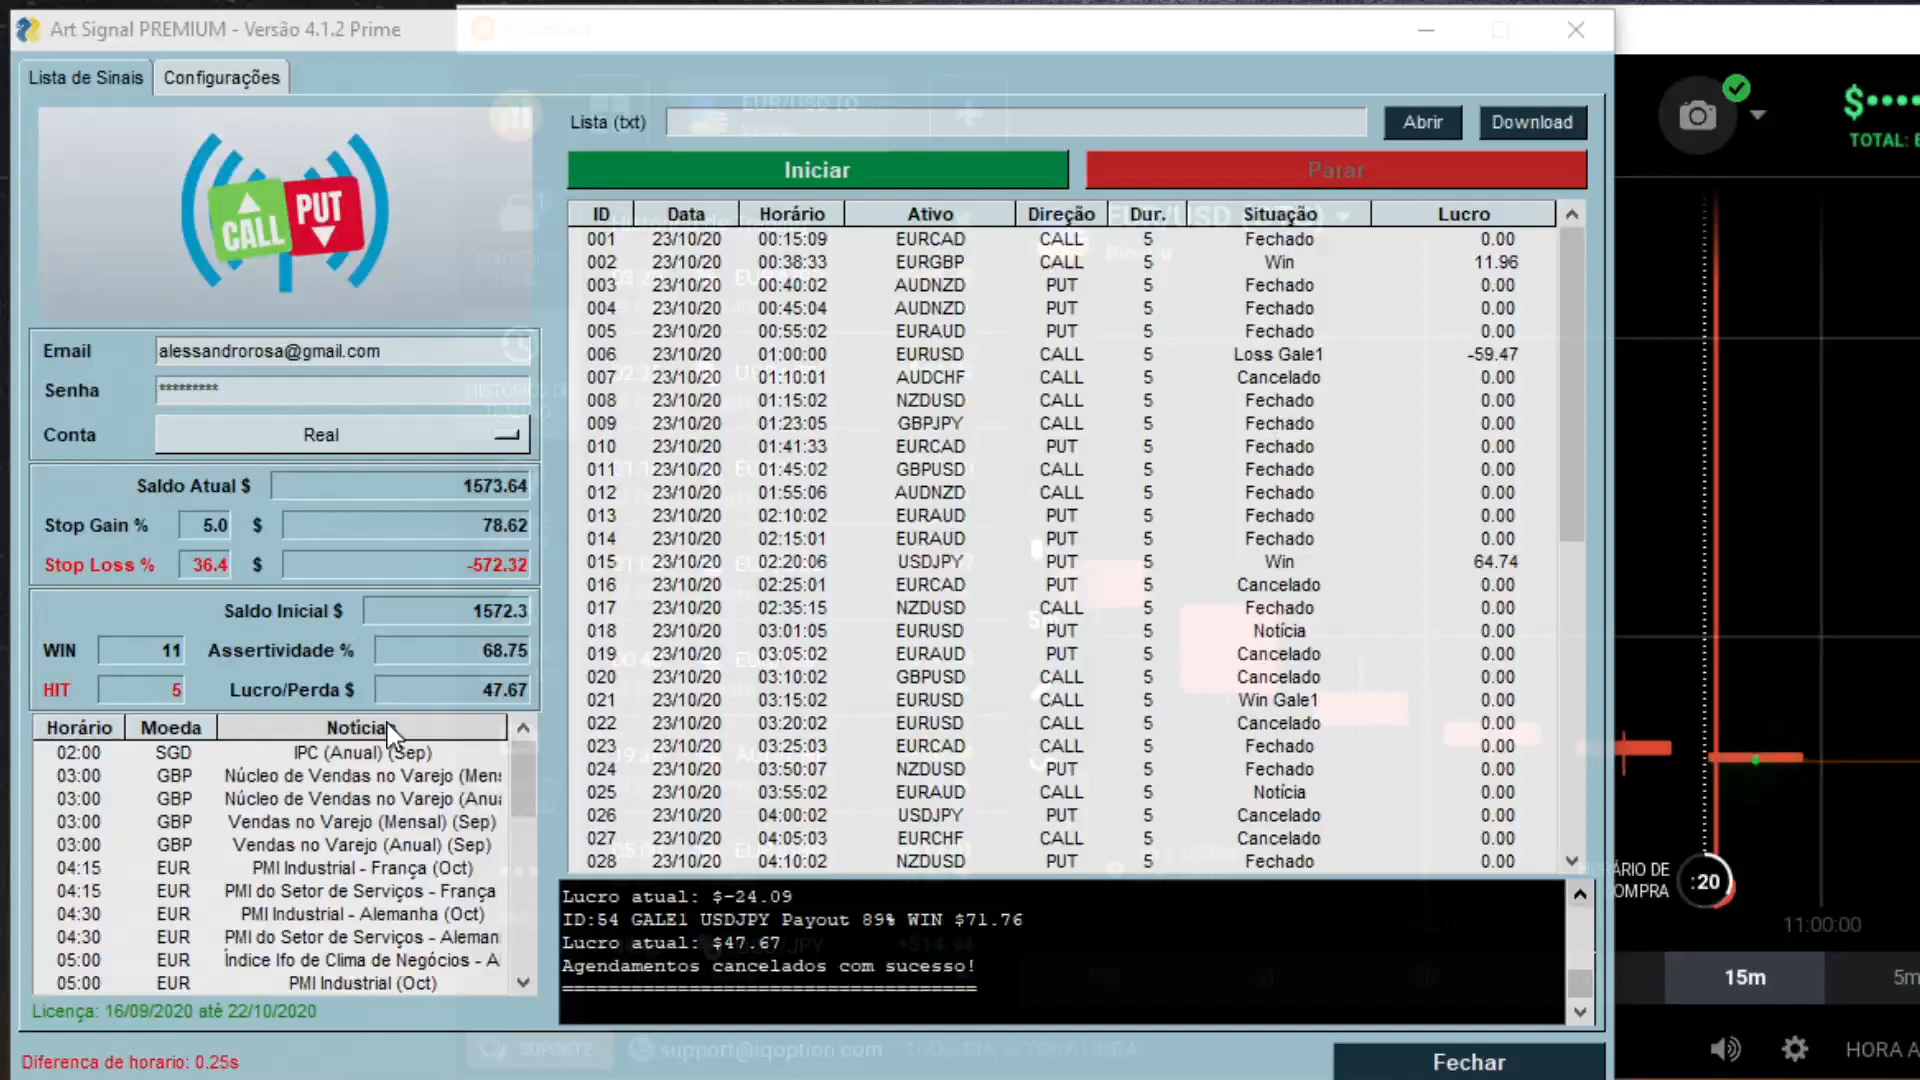 Art Signal PREMIUM - Versão 4.1.2 Prime
Lista de Sinais
Configurações
CALL
PUT
Lista (txt)
Abrir
Download
Iniciar
Parar
Email
alessandrorosa@gmail.com
Senha
*********
Conta
Real
Saldo Atual $ 1573.64
Stop Gain % 5.0 $ 78.62
Stop Loss % 36.4 $ -572.32
Saldo Inicial $ 1572.3
WIN 11 Assertividade % 68.75
HIT 5 Lucro/Perda $ 47.67
Horário Moeda Notícia
02:00 SGD IPC (Anual) (Sep)
03:00 GBP Núcleo de Vendas no Varejo (Mens
03:00 GBP Núcleo de Vendas no Varejo (Anua
03:00 GBP Vendas no Varejo (Mensal) (Sep)
03:00 GBP Vendas no Varejo (Anual) (Sep)
04:15 EUR PMI Industrial - França (Oct)
04:15 EUR PMI do Setor de Serviços - França
04:30 EUR PMI Industrial - Alemanha (Oct)
04:30 EUR PMI do Setor de Serviços - Aleman
05:00 EUR Índice Ifo de Clima de Negócios - A
05:00 EUR PMI Industrial (Oct)
Licença: 16/09/2020 até 22/10/2020
Diferenca de horario: 0.25s
ID Data Horário Ativo Direção Dur. Situação Lucro
001 23/10/20 00:15:09 EURCAD CALL 5 Fechado 0.00
002 23/10/20 00:38:33 EURGBP CALL 5 Win 11.96
003 23/10/20 00:40:02 AUDNZD PUT 5 Fechado 0.00
004 23/10/20 00:45:04 AUDNZD PUT 5 Fechado 0.00
005 23/10/20 00:55:02 EURAUD PUT 5 Fechado 0.00
006 23/10/20 01:00:00 EURUSD CALL 5 Loss Gale1 -59.47
007 23/10/20 01:10:01 AUDCHF CALL 5 Cancelado 0.00
008 23/10/20 01:15:02 NZDUSD CALL 5 Fechado 0.00
009 23/10/20 01:23:05 GBPJPY CALL 5 Fechado 0.00
010 23/10/20 01:41:33 EURCAD PUT 5 Fechado 0.00
011 23/10/20 01:45:02 GBPUSD CALL 5 Fechado 0.00
012 23/10/20 01:55:06 AUDNZD CALL 5 Fechado 0.00
013 23/10/20 02:10:02 EURAUD PUT 5 Fechado 0.00
014 23/10/20 02:15:01 EURAUD PUT 5 Fechado 0.00
015 23/10/20 02:20:06 USDJPY PUT 5 Win 64.74
016 23/10/20 02:25:01 EURCAD PUT 5 Cancelado 0.00
017 23/10/20 02:35:15 NZDUSD CALL 5 Fechado 0.00
018 23/10/20 03:01:05 EURUSD PUT 5 Notícia 0.00
019 23/10/20 03:05:02 EURAUD PUT 5 Cancelado 0.00
020 23/10/20 03:10:02 GBPUSD CALL 5 Cancelado 0.00
021 23/10/20 03:15:02 EURUSD CALL 5 Win Gale1 0.00
022 23/10/20 03:20:02 EURUSD CALL 5 Cancelado 0.00
023 23/10/20 03:25:03 EURCAD CALL 5 Fechado 0.00
024 23/10/20 03:50:07 NZDUSD PUT 5 Fechado 0.00
025 23/10/20 03:55:02 EURAUD CALL 5 Notícia 0.00
026 23/10/20 04:00:02 USDJPY PUT 5 Cancelado 0.00
027 23/10/20 04:05:03 EURCHF CALL 5 Cancelado 0.00
028 23/10/20 04:10:02 NZDUSD PUT 5 Fechado 0.00
Lucro atual: $-24.09
ID:54 GALE1 USDJPY Payout 89% WIN $71.76
Lucro atual: $47.67
Agendamentos cancelados com sucesso!
=====================================
SUPORTE
support@iqoption.com
Fechar
TOTAL:
:20
11:00:00
15m
5m
HORA A